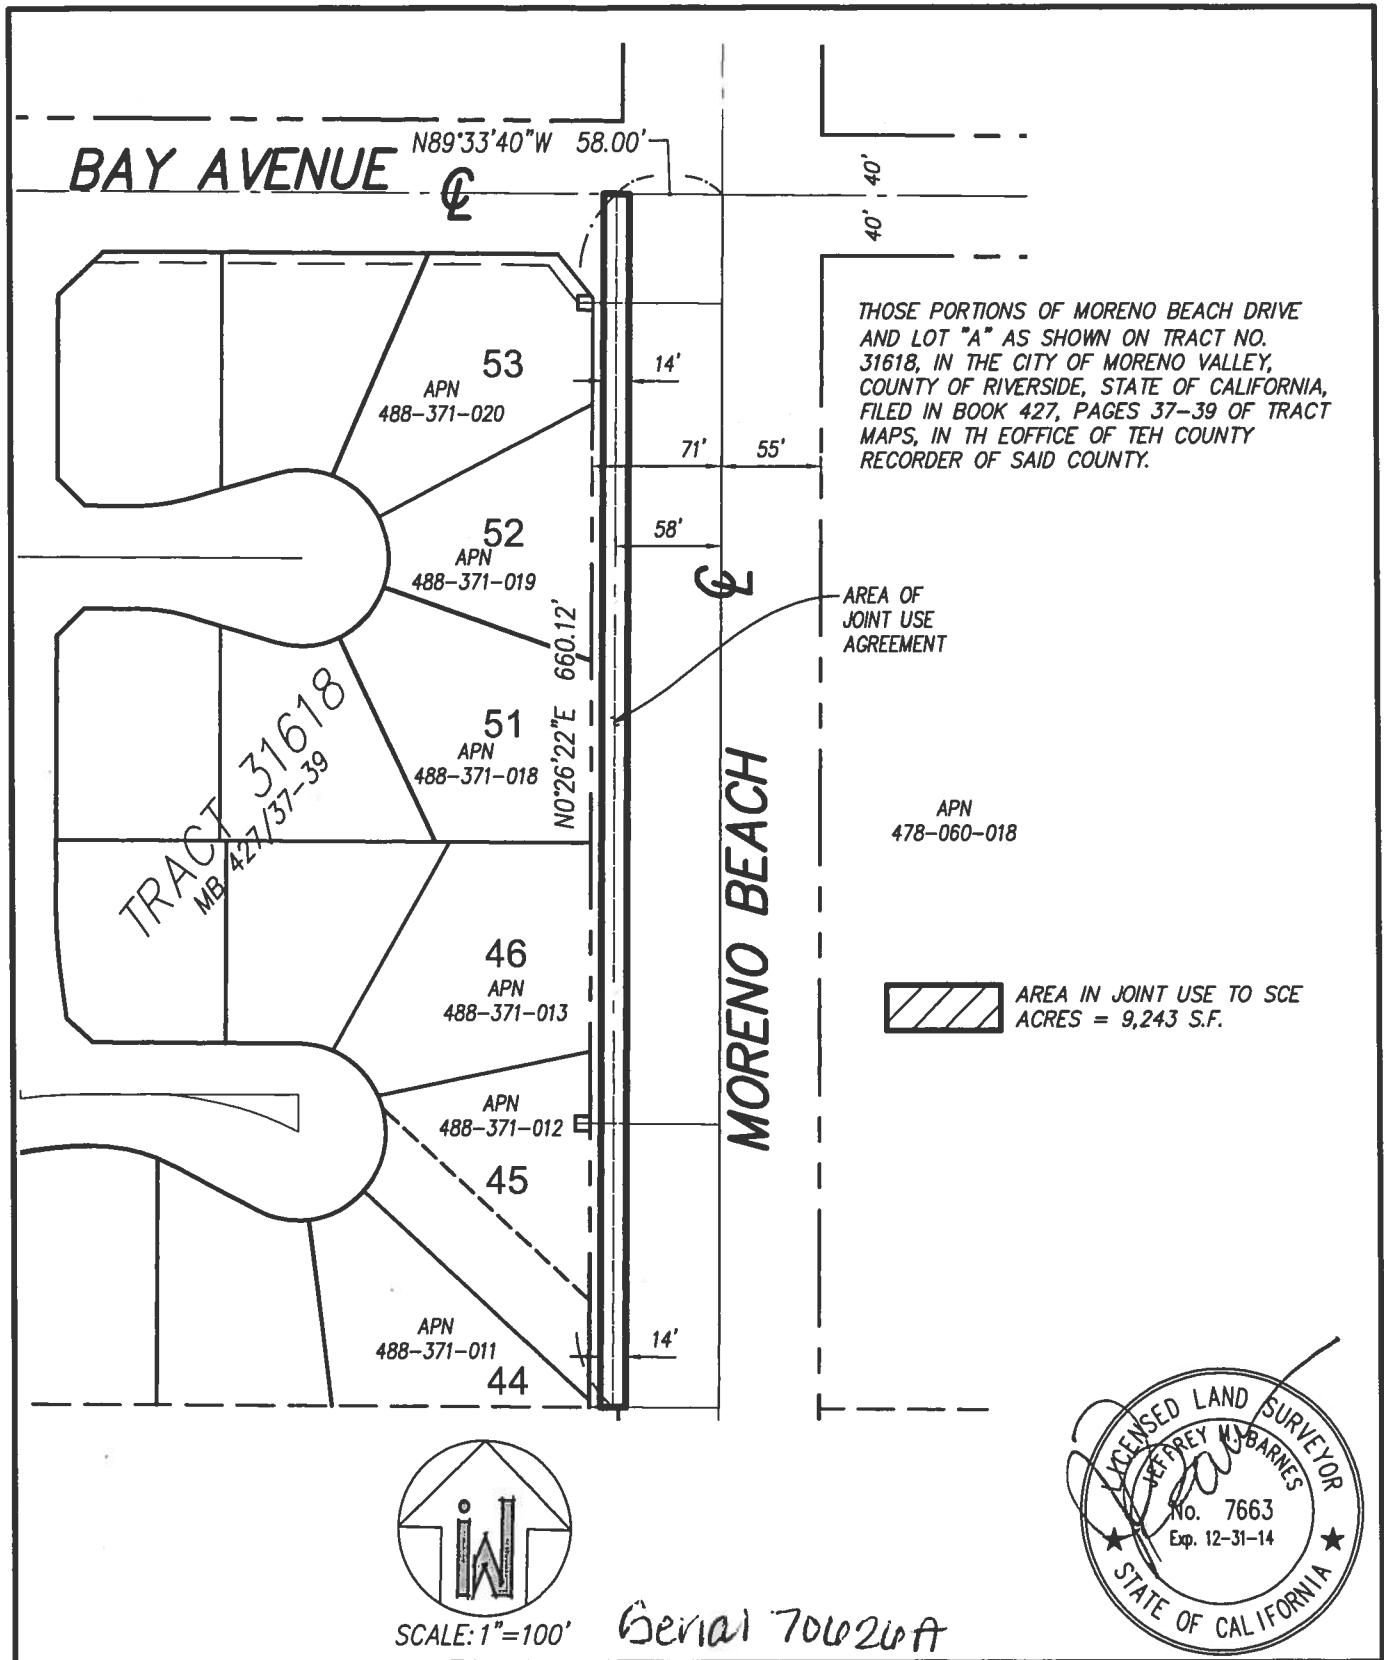 N89°33'40"W 58.00'
BAY AVENUE
℄
40'
40'
THOSE PORTIONS OF MORENO BEACH DRIVE
AND LOT "A" AS SHOWN ON TRACT NO.
31618, IN THE CITY OF MORENO VALLEY,
COUNTY OF RIVERSIDE, STATE OF CALIFORNIA,
FILED IN BOOK 427, PAGES 37-39 OF TRACT
MAPS, IN TH EOFFICE OF TEH COUNTY
RECORDER OF SAID COUNTY.
53
APN
488-371-020
14'
71'
55'
52
APN
488-371-019
58'
℄
AREA OF
JOINT USE
AGREEMENT
N0°26'22"E 660.12'
51
APN
488-371-018
TRACT 31618
MB 427/37-39
MORENO BEACH
APN
478-060-018
46
APN
488-371-013
AREA IN JOINT USE TO SCE
ACRES = 9,243 S.F.
APN
488-371-012
45
APN
488-371-011
44
14'
iW
SCALE: 1"=100'
Serial 70626A
LICENSED LAND SURVEYOR
JEFFREY M. BARNES
No. 7663
Exp. 12-31-14
STATE OF CALIFORNIA